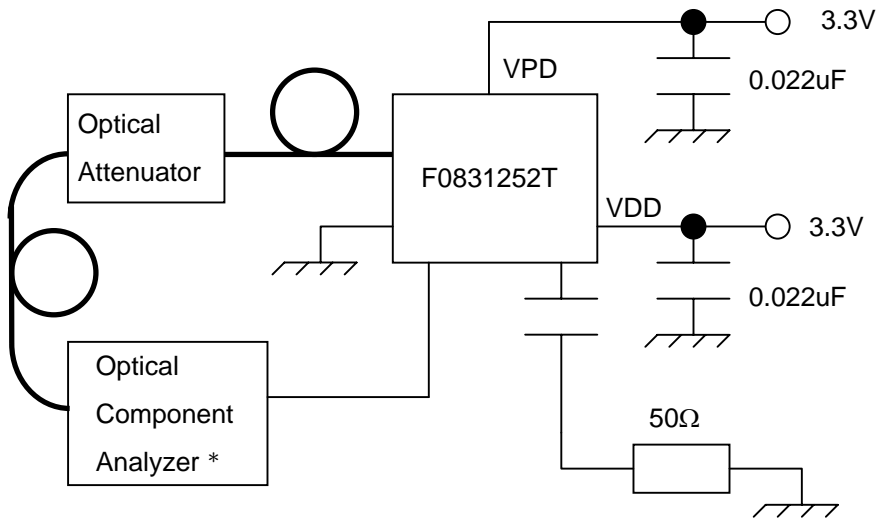 3.3V
VPD
0.022uF
Optical
Attenuator
F0831252T
VDD
3.3V
0.022uF
Optical
Component
Analyzer *
50Ω